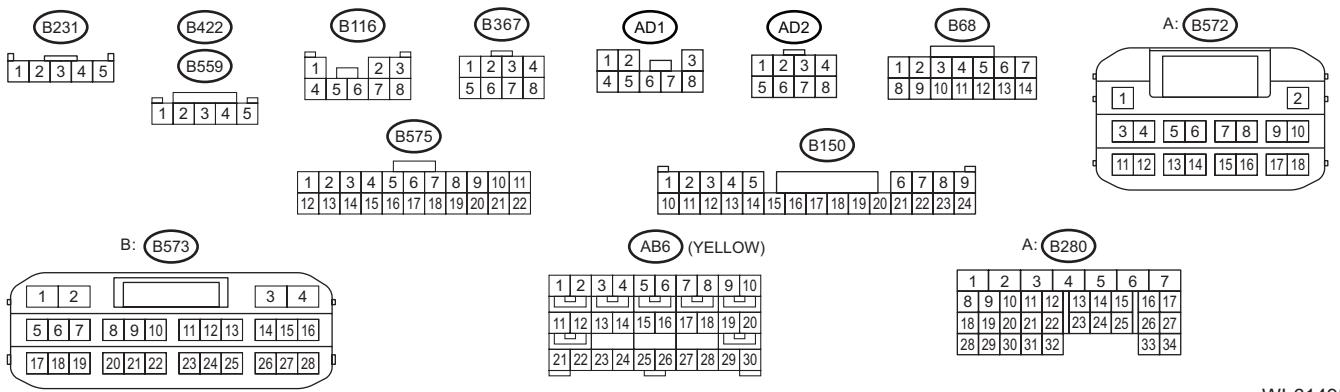 B231
B422
B116
B367
AD1
AD2
B68
A: B572
B559
1 2 3 4 5
1 2 3 4 5
1 2 3
4 5 6 7 8
1 2 3 4
5 6 7 8
1 2 3
4 5 6 7 8
1 2 3 4
5 6 7 8
1 2 3 4 5 6 7
8 9 10 11 12 13 14
1 2
3 4 5 6 7 8 9 10
11 12 13 14 15 16 17 18
B575
1 2 3 4 5 6 7 8 9 10 11
12 13 14 15 16 17 18 19 20 21 22
B150
1 2 3 4 5 6 7 8 9
10 11 12 13 14 15 16 17 18 19 20 21 22 23 24
B: B573
1 2 3 4
5 6 7 8 9 10 11 12 13 14 15 16
17 18 19 20 21 22 23 24 25 26 27 28
AB6 (YELLOW)
1 2 3 4 5 6 7 8 9 10
11 12 13 14 15 16 17 18 19 20
21 22 23 24 25 26 27 28 29 30
A: B280
1 2 3 4 5 6 7
8 9 10 11 12 13 14 15 16 17
18 19 20 21 22 23 24 25 26 27
28 29 30 31 32 33 34